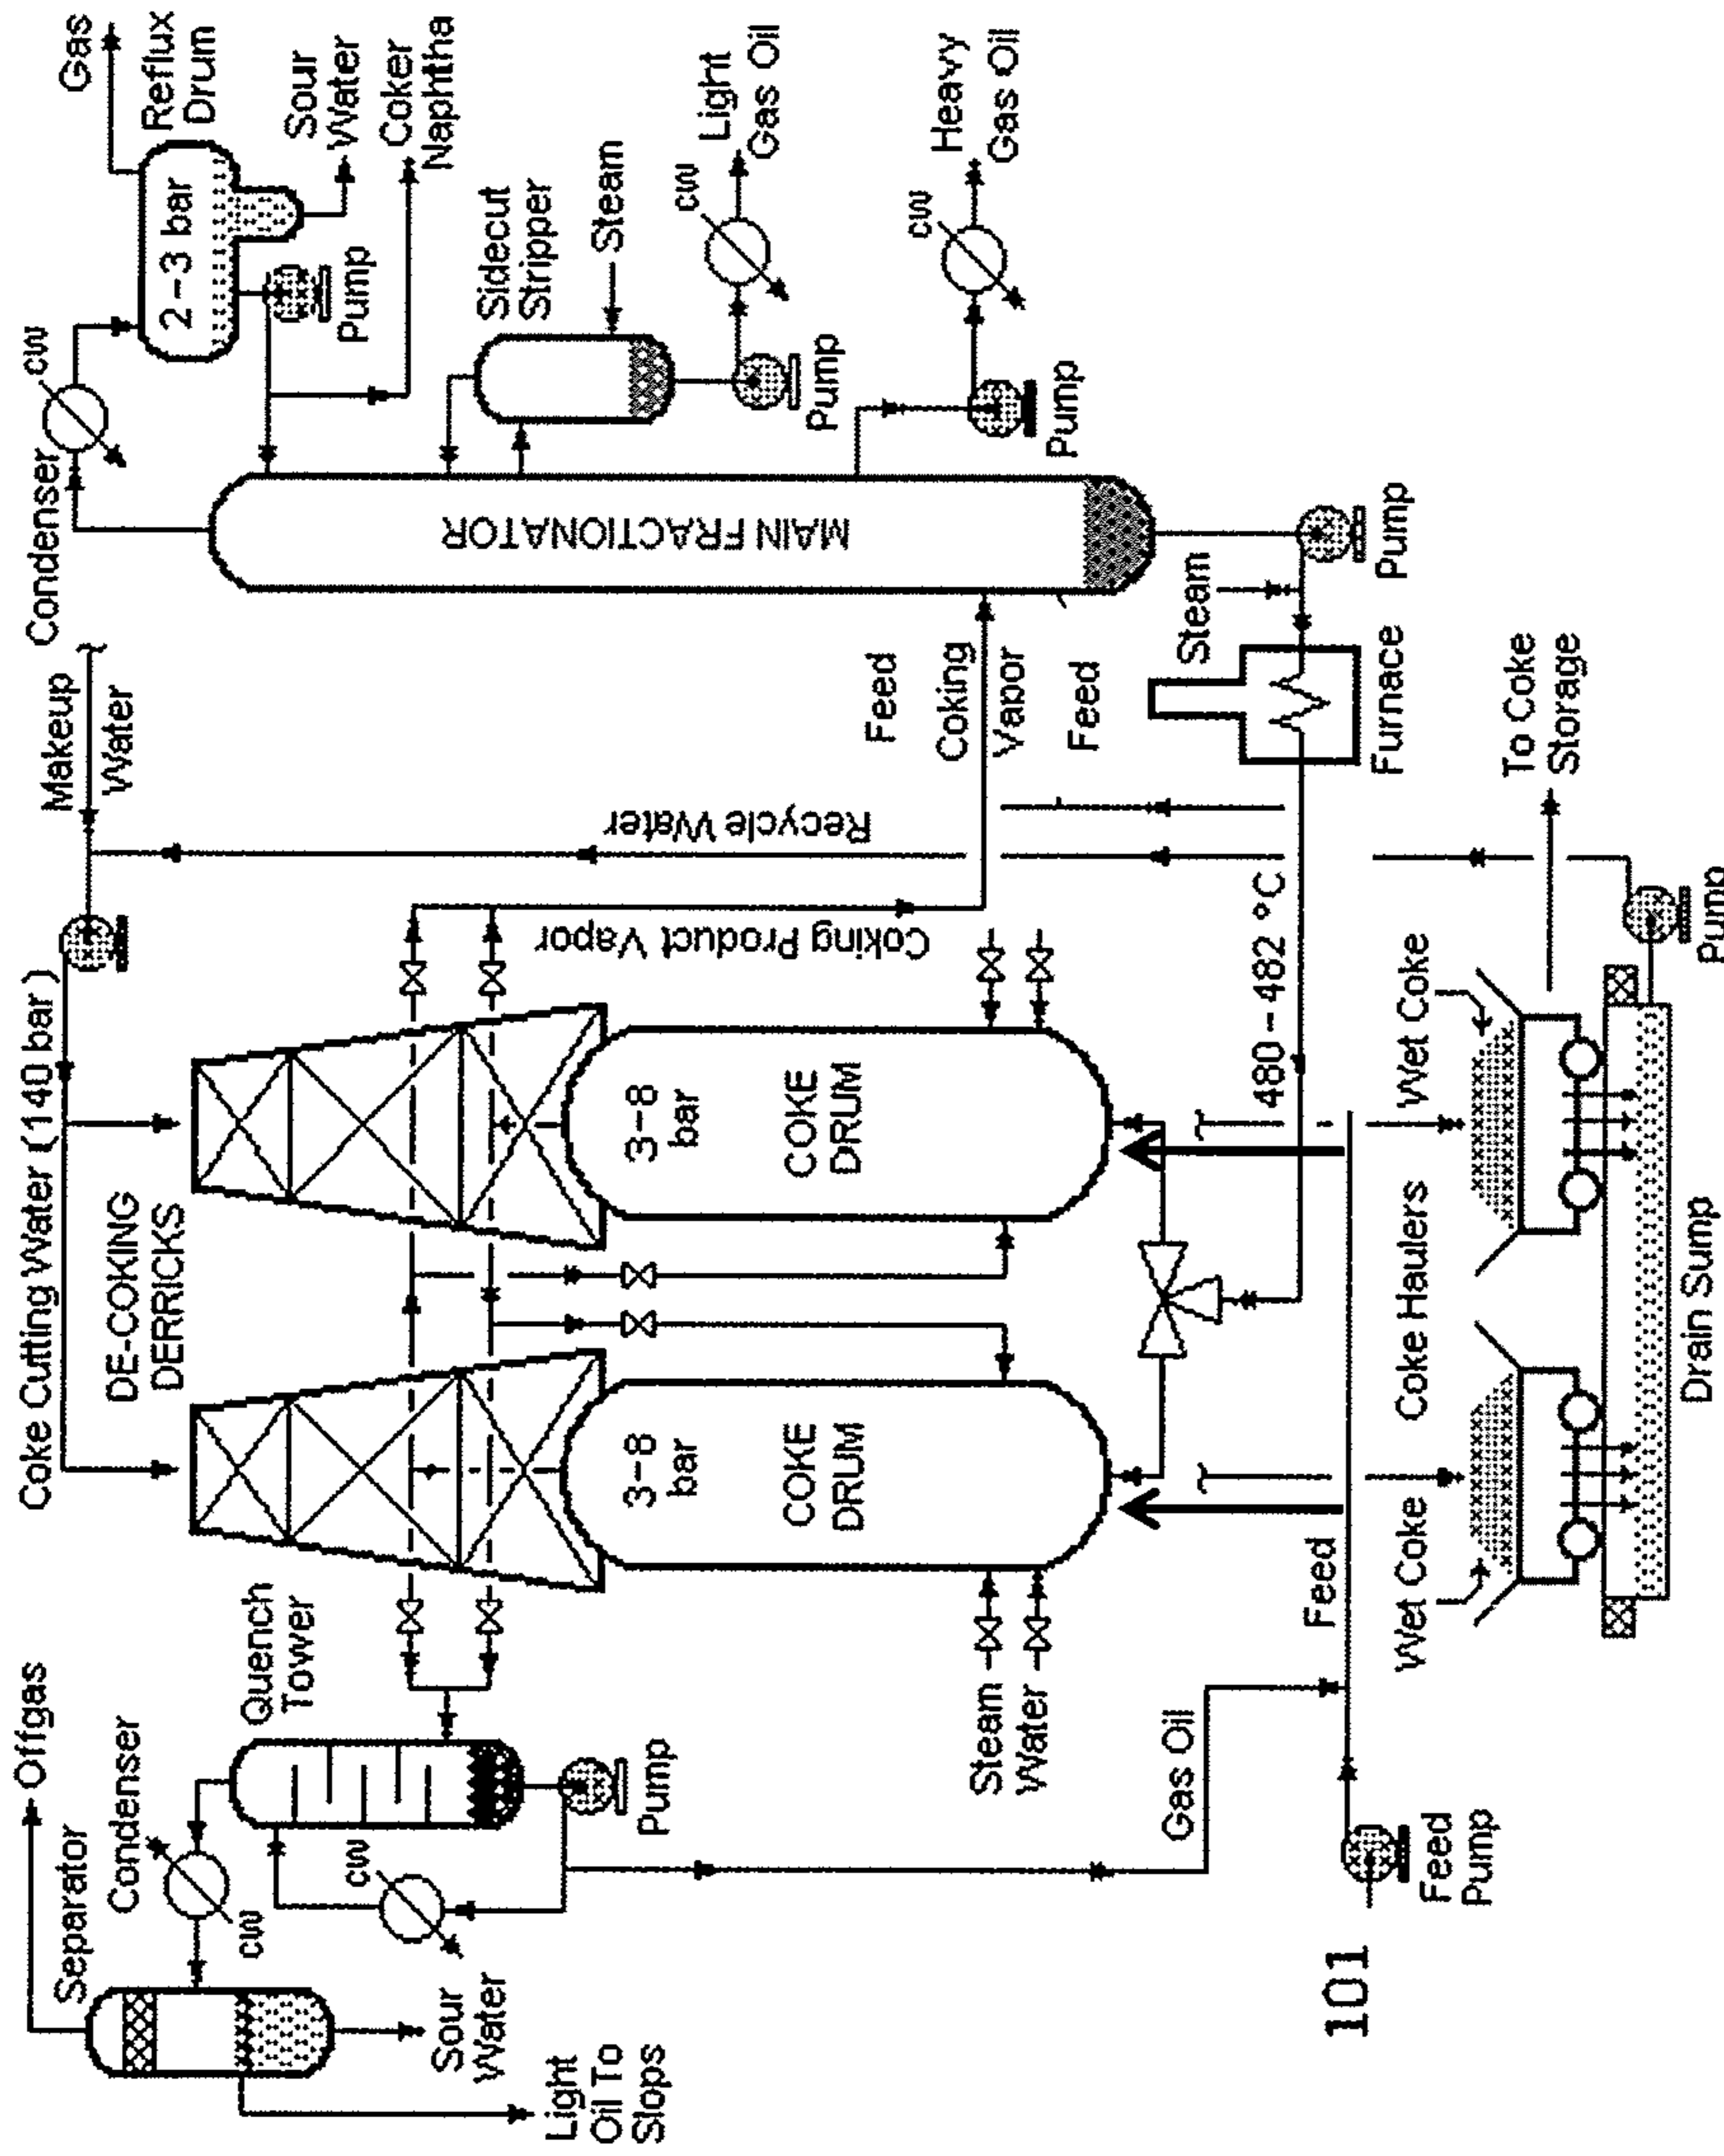 Gas
Reflux
Drum
2-3 bar
Sour
Water
Coker
Naphtha
Pump
CW
Condenser
Sidecut
Stripper
Steam
CW
Light
Gas Oil
Pump
CW
Heavy
Gas Oil
Pump
MAIN FRACTIONATOR
Pump
Steam
Furnace
Makeup
Water
Feed
Coking
Vapor
Feed
Recycle Water
Coking Product Vapor
Coke Cutting Water (140 bar)
DE-COKING
DERRICKS
3-8
bar
COKE
DRUM
3-8
bar
COKE
DRUM
480-482 °C
To Coke
Storage
Pump
Wet Coke
Coke Haulers
Wet Coke
Drain Sump
Offgas
Separator
Condenser
CW
Quench
Tower
CW
Pump
Sour
Water
Light
Oil To
Slops
Steam
Water
Gas Oil
Feed
Feed
Pump
101